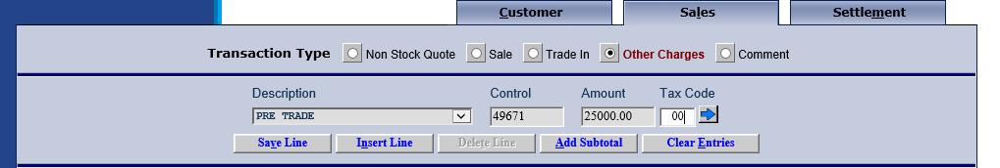 Customer Sales Settlement
Transaction Type Non Stock Quote Sale Trade In Other Charges Comment
Description Control Amount Tax Code
PRE TRADE 49671 25000.00 00
Save Line Insert Line Delete Line Add Subtotal Clear Entries